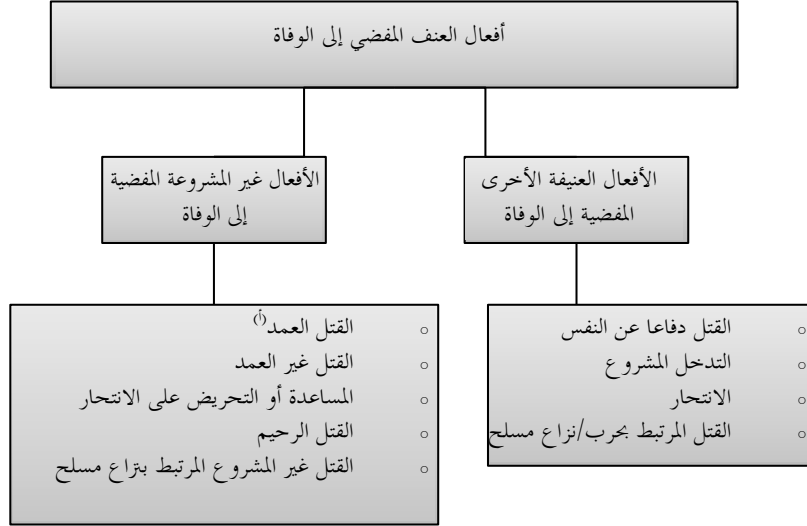 أفعال العنف المفضي إلى الوفاة
الأفعال العنيفة الأخرى
المفضية إلى الوفاة
الأفعال غير المشروعة المفضية
إلى الوفاة
○ القتل دفاعا عن النفس
○ التدخل المشروع
○ الانتحار
○ القتل المرتبط بحرب/نزاع مسلح
○ القتل العمد(أ)
○ القتل غير العمد
○ المساعدة أو التحريض على الانتحار
○ القتل الرحيم
○ القتل غير المشروع المرتبط بنزاع مسلح